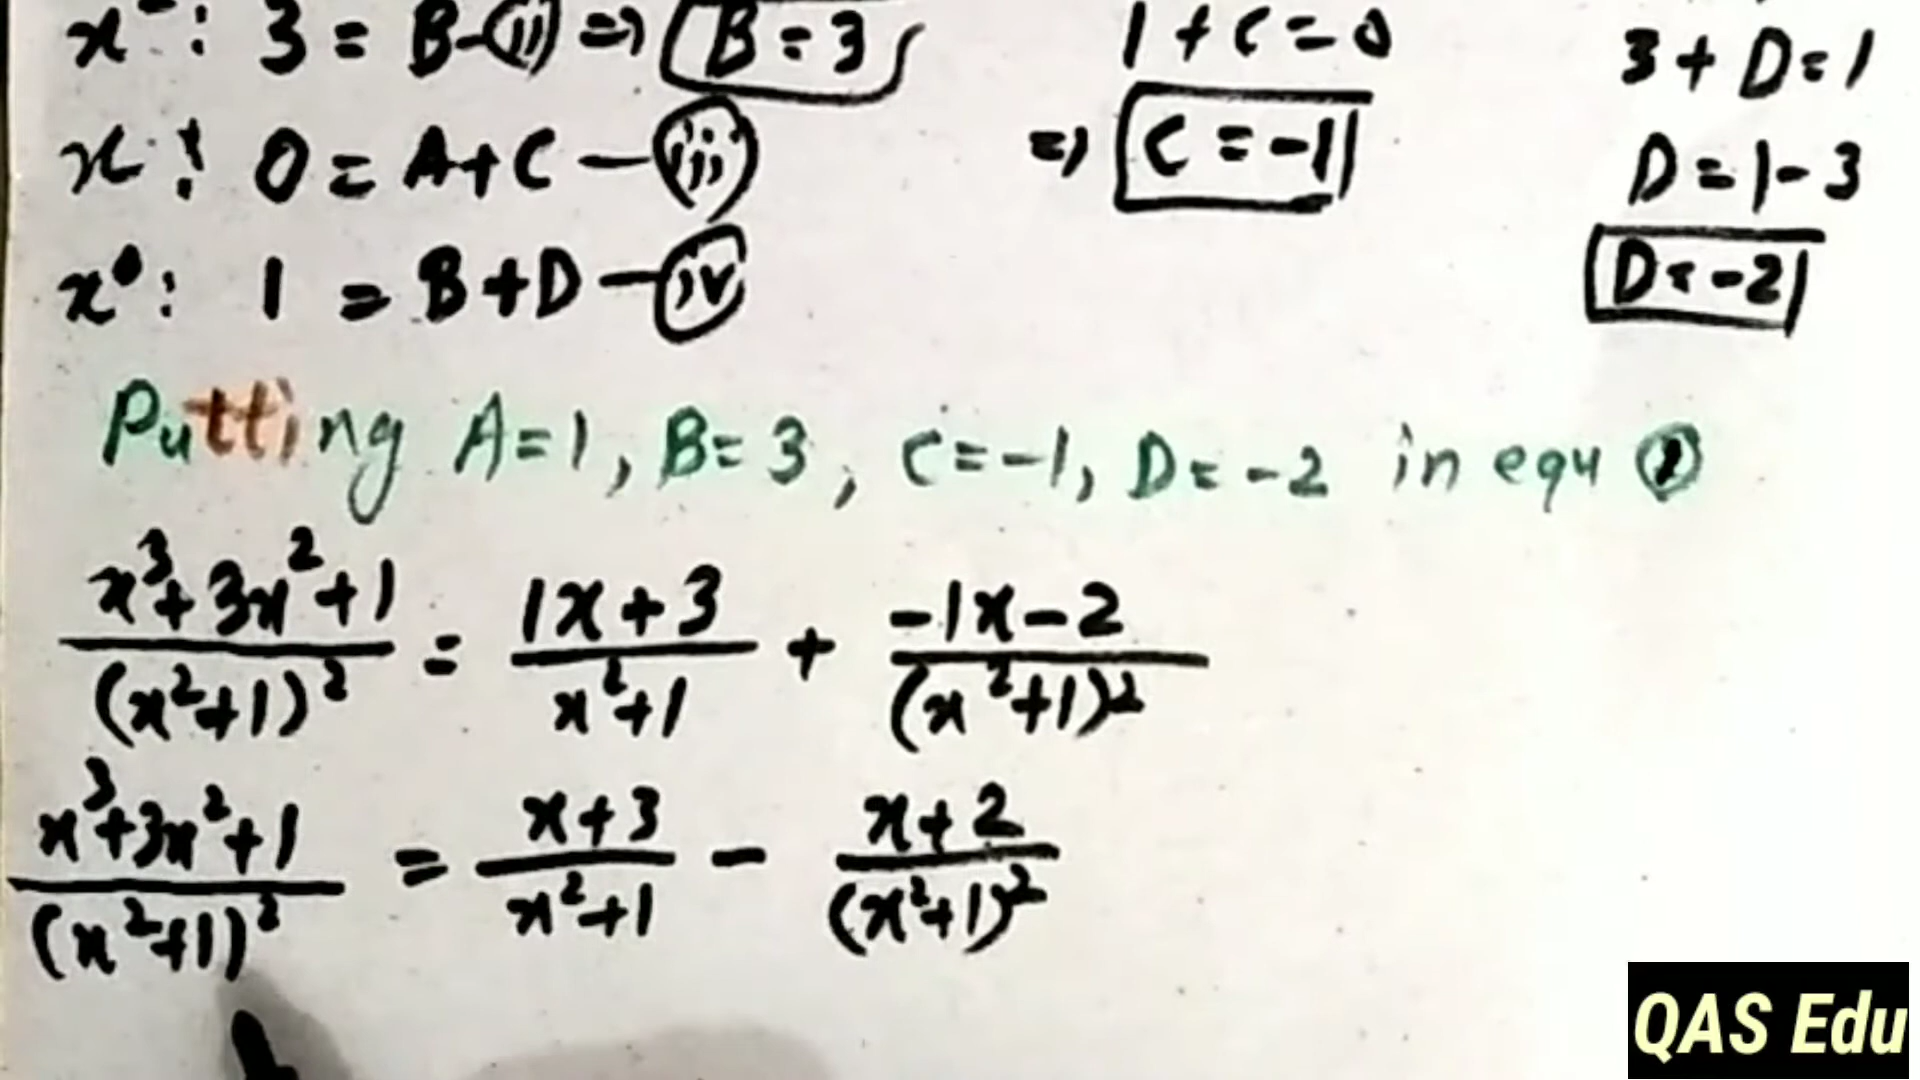 x² : 3 = B -(ii) => B = 3
1 + C = 0
3 + D = 1
x : 0 = A+C - (iii)
=> C = -1
D = 1 - 3
x⁰ : 1 = B+D - (iv)
D = -2
Putting A=1, B=3, C=-1, D=-2 in equ ①
(x³+3x²+1)/(x²+1)² = (1x+3)/(x²+1) + (-1x-2)/(x²+1)²
(x³+3x²+1)/(x²+1)² = (x+3)/(x²+1) - (x+2)/(x²+1)²
QAS Edu